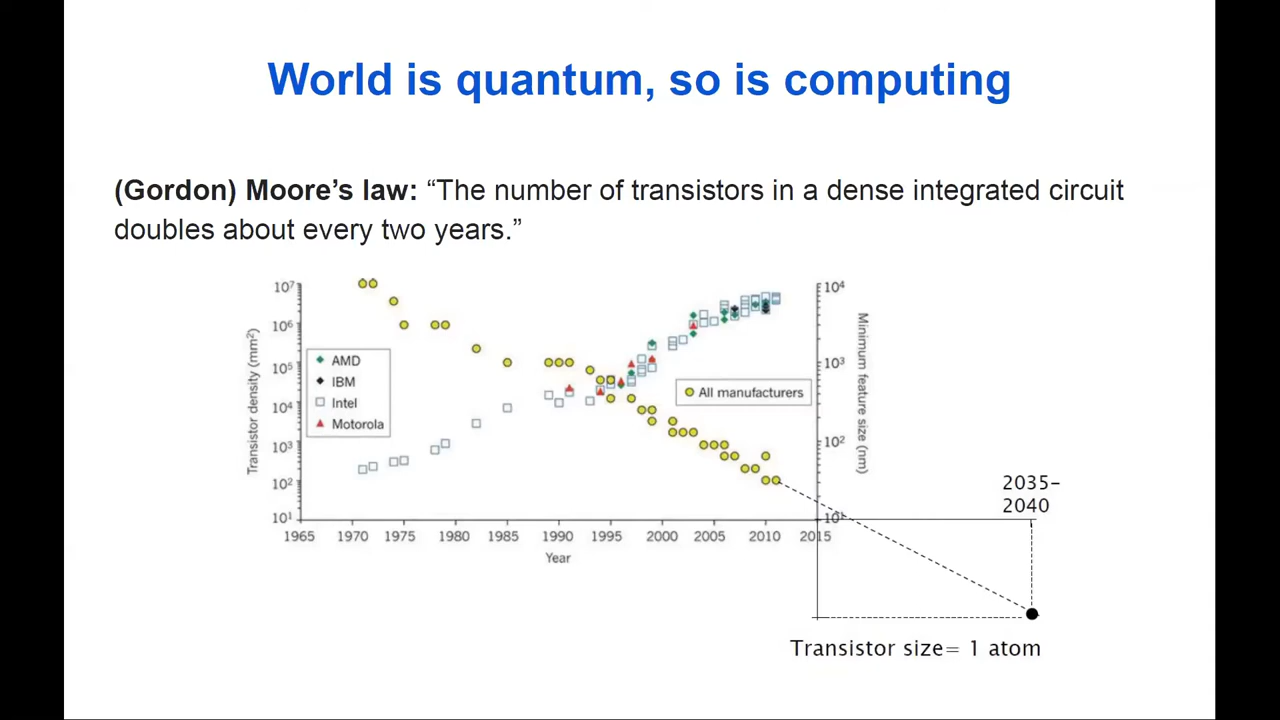 World is quantum, so is computing
(Gordon) Moore’s law: “The number of transistors in a dense integrated circuit
doubles about every two years.”
10⁷
10⁶
10⁵
10⁴
10³
10²
10¹
Transistor density (mm²)
AMD
IBM
Intel
Motorola
All manufacturers
10⁴
10³
10²
10¹
Minimum feature size (nm)
1965 1970 1975 1980 1985 1990 1995 2000 2005 2010 2015
Year
2035-
2040
Transistor size= 1 atom